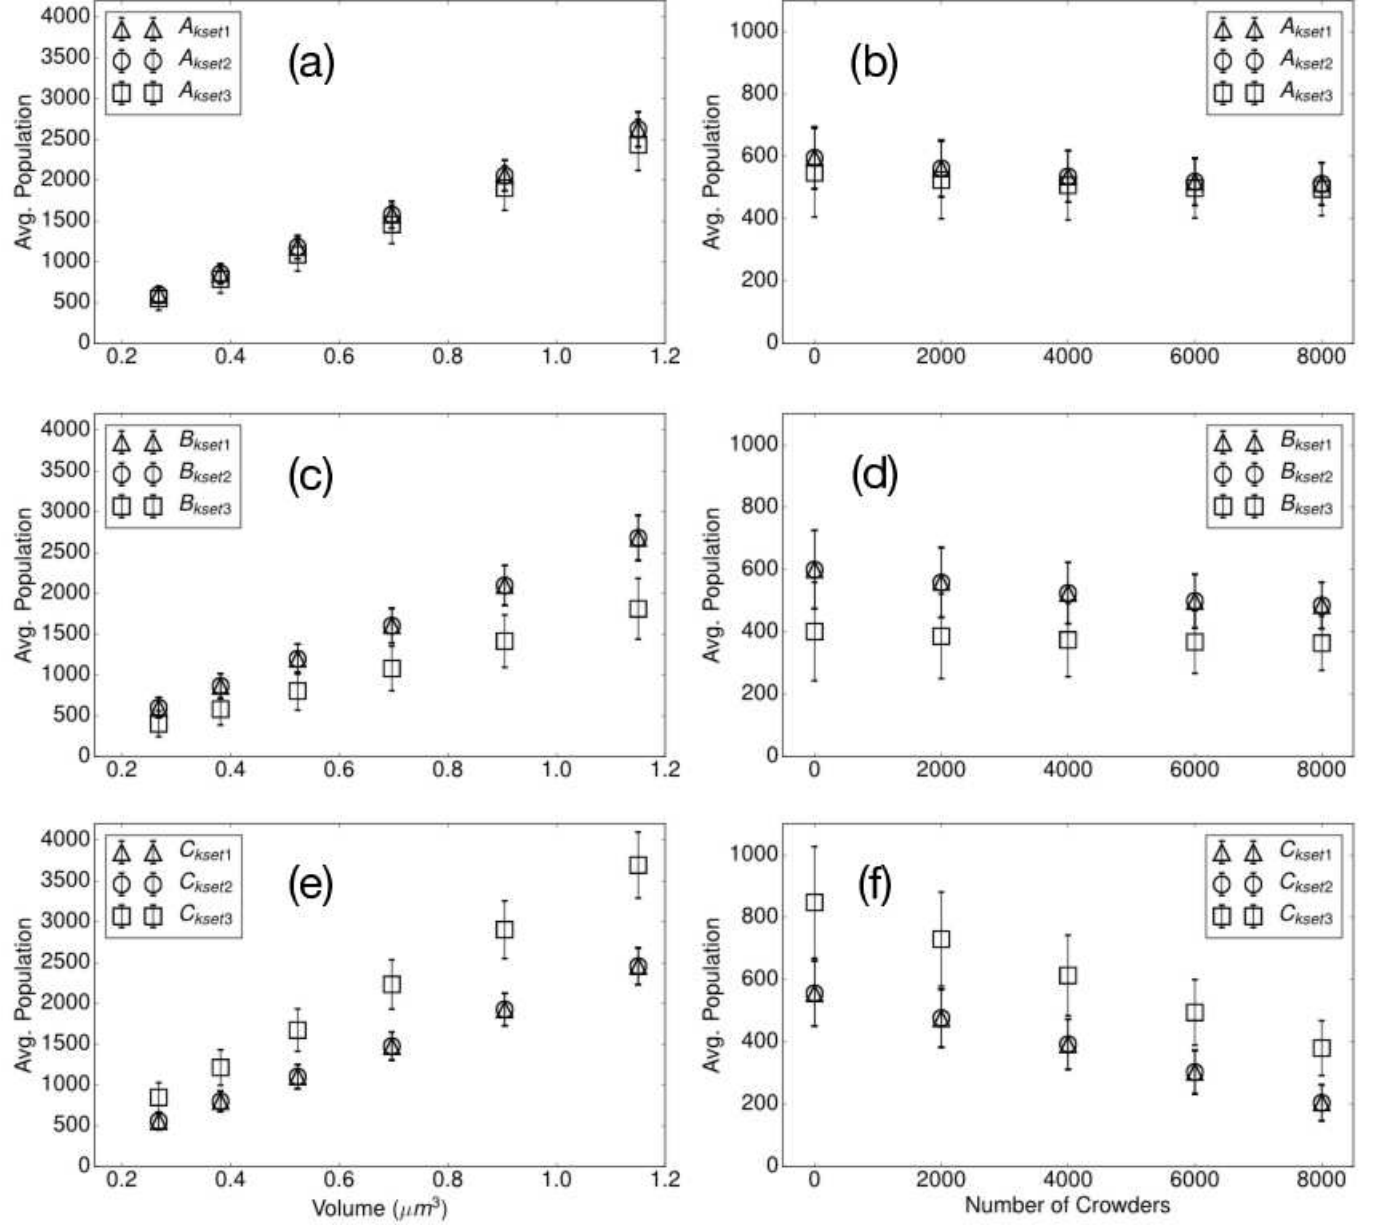 4000
3500
3000
2500
2000
1500
1000
500
0
Avg. Population
A_kset1
A_kset2
A_kset3
(a)
0.2 0.4 0.6 0.8 1.0 1.2
1000
800
600
400
200
0
Avg. Population
(b)
A_kset1
A_kset2
A_kset3
0 2000 4000 6000 8000
4000
3500
3000
2500
2000
1500
1000
500
0
Avg. Population
B_kset1
B_kset2
B_kset3
(c)
0.2 0.4 0.6 0.8 1.0 1.2
1000
800
600
400
200
0
Avg. Population
(d)
B_kset1
B_kset2
B_kset3
0 2000 4000 6000 8000
4000
3500
3000
2500
2000
1500
1000
500
0
Avg. Population
C_kset1
C_kset2
C_kset3
(e)
0.2 0.4 0.6 0.8 1.0 1.2
Volume (μm³)
1000
800
600
400
200
0
Avg. Population
(f)
C_kset1
C_kset2
C_kset3
0 2000 4000 6000 8000
Number of Crowders